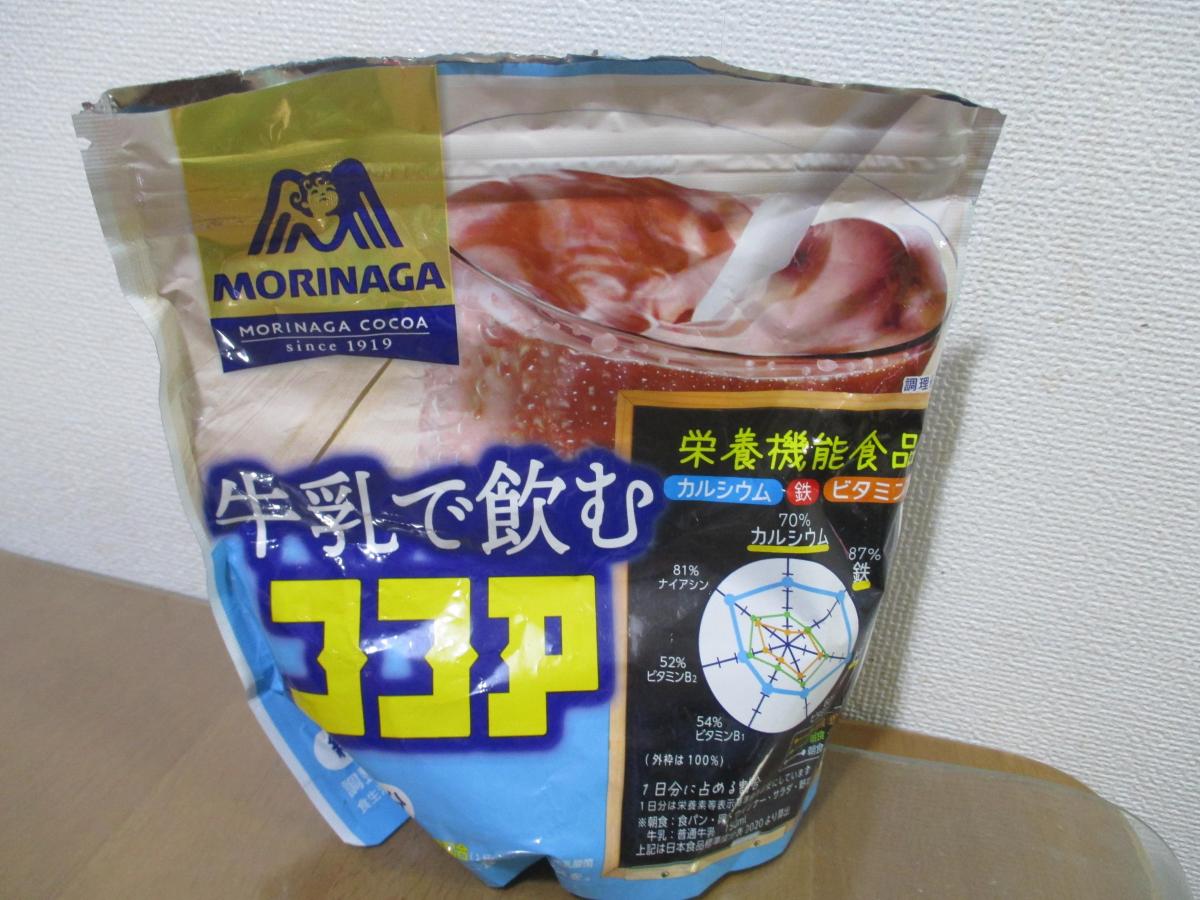 MORINAGA
MORINAGA COCOA
since 1919
調理
牛乳で飲む
ココア
栄養機能食品
カルシウム 鉄 ビタミン
70%
カルシウム
87%
鉄
81%
ナイアシン
52%
ビタミンB2
54%
ビタミンB1
(外枠は100%)
1日分に占める割合
1日分は栄養素等表示
※朝食:食パン・
牛乳:普通牛乳
上記は日本食品標準 2020より算出